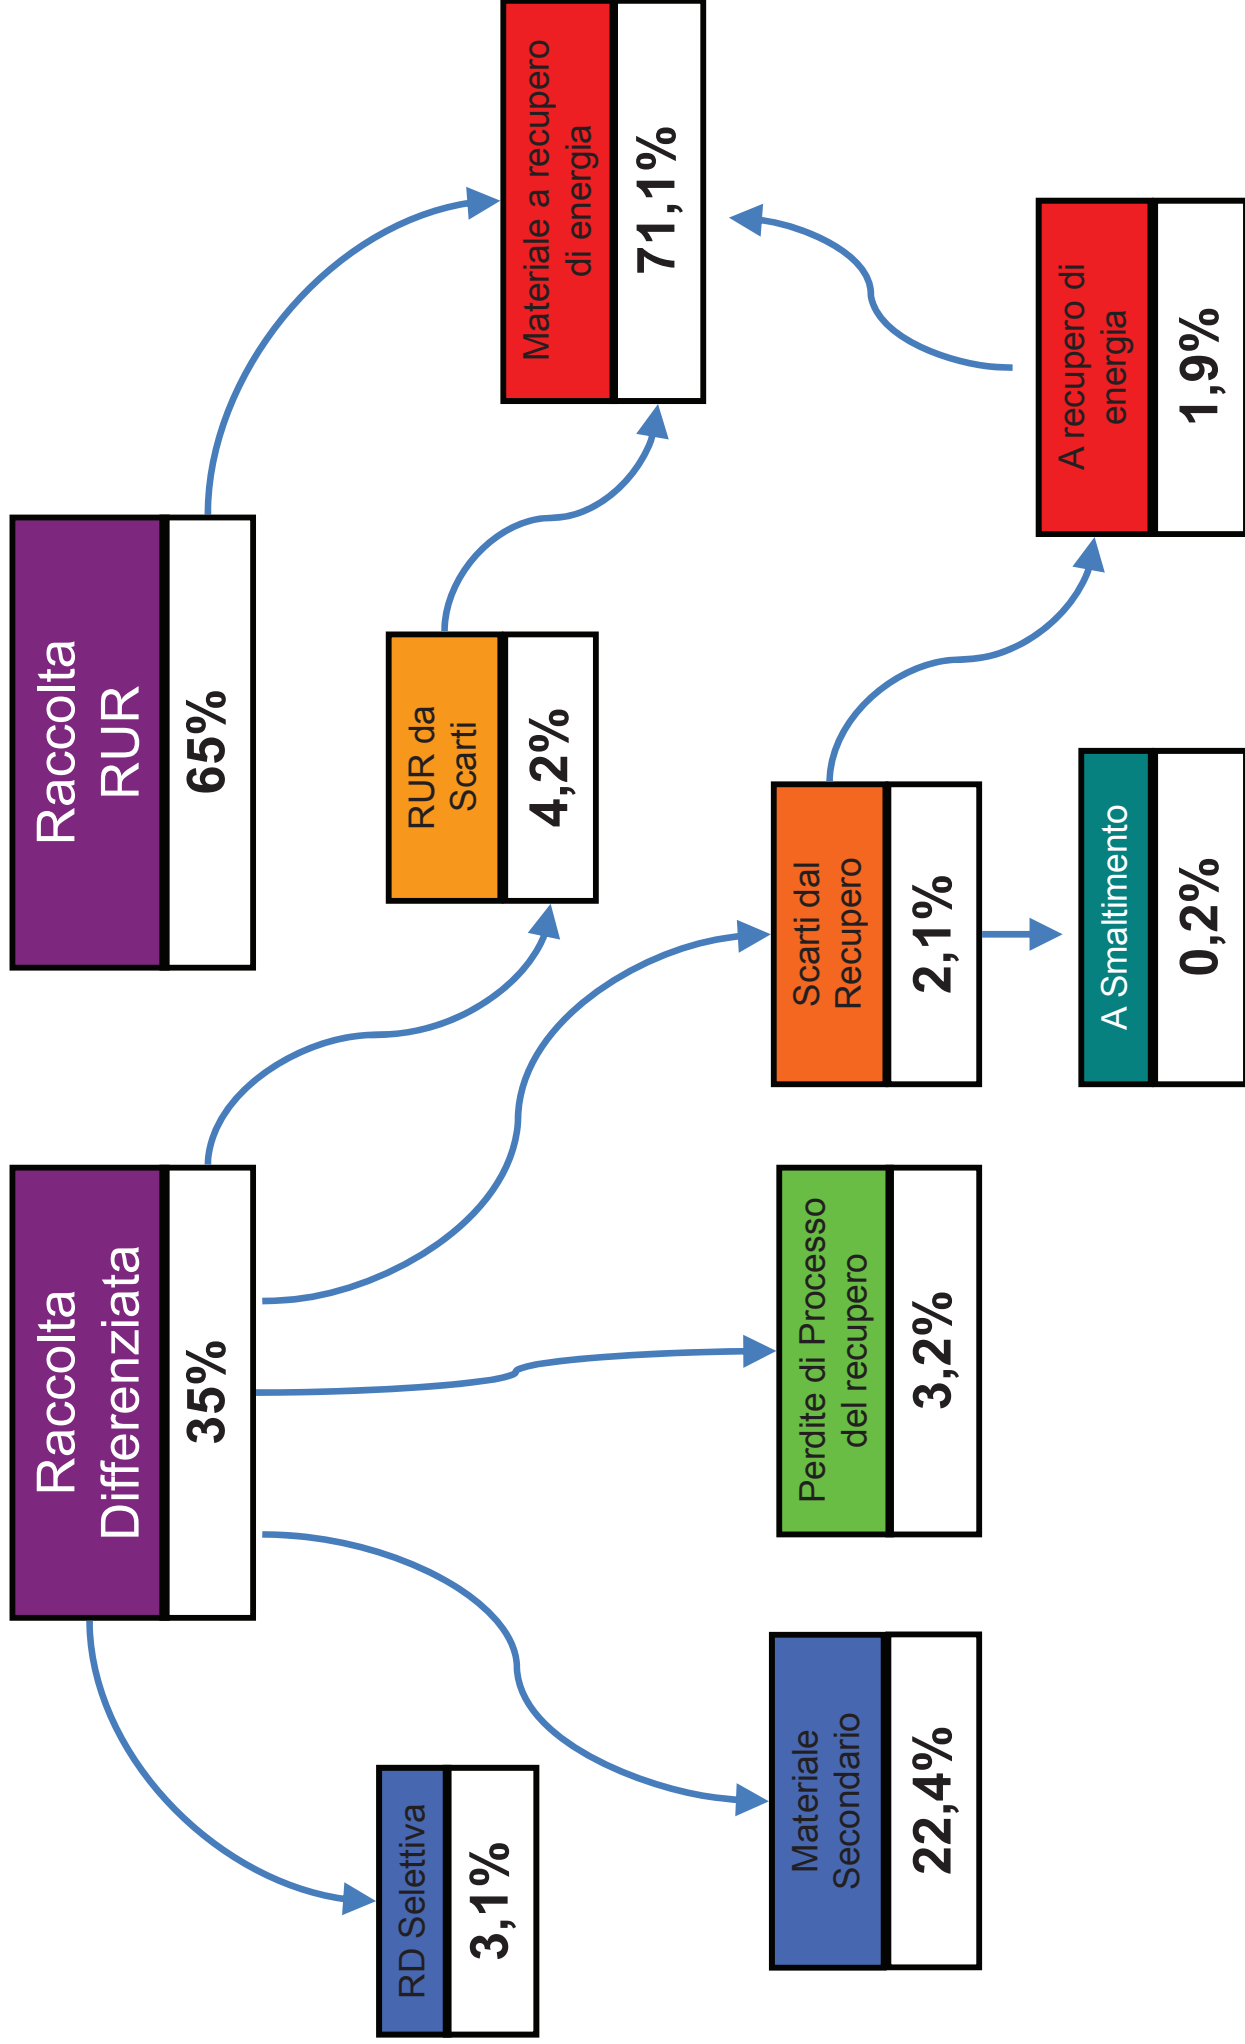 Raccolta
Differenziata
35%
Raccolta
RUR
65%
RD Selettiva
3,1%
RUR da
Scarti
4,2%
Materiale a recupero
di energia
71,1%
Materiale
Secondario
22,4%
Perdite di Processo
del recupero
3,2%
Scarti dal
Recupero
2,1%
A Smaltimento
0,2%
A recupero di
energia
1,9%